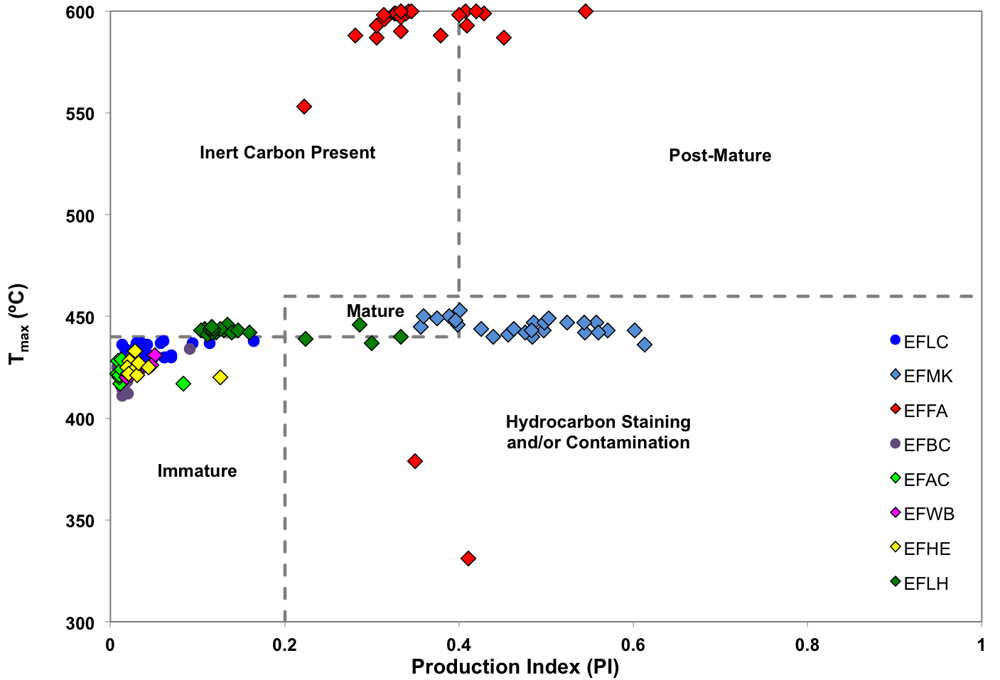 600
550
Inert Carbon Present
Post-Mature
500
450
Mature
Tmax (ºC)
400
Hydrocarbon Staining
and/or Contamination
Immature
350
300
0
0.2
0.4
0.6
0.8
1
Production Index (PI)
EFLC
EFMK
EFFA
EFBC
EFAC
EFWB
EFHE
EFLH